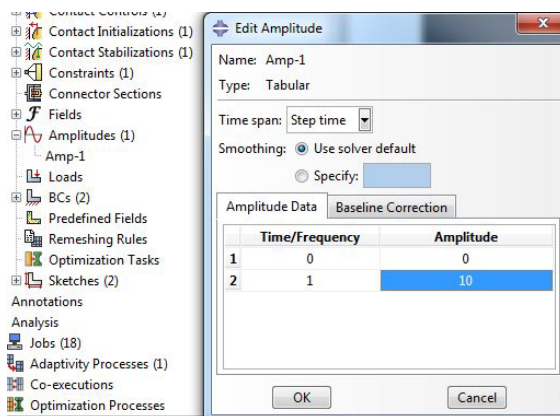 Contact Controls (1)
Contact Initializations (1)
Contact Stabilizations (1)
Constraints (1)
Connector Sections
Fields
Amplitudes (1)
Amp-1
Loads
BCs (2)
Predefined Fields
Remeshing Rules
Optimization Tasks
Sketches (2)
Annotations
Analysis
Jobs (18)
Adaptivity Processes (1)
Co-executions
Optimization Processes
Edit Amplitude
Name: Amp-1
Type: Tabular
Time span: Step time
Smoothing: Use solver default
Specify:
Amplitude Data Baseline Correction
Time/Frequency Amplitude
1 0 0
2 1 10
OK Cancel